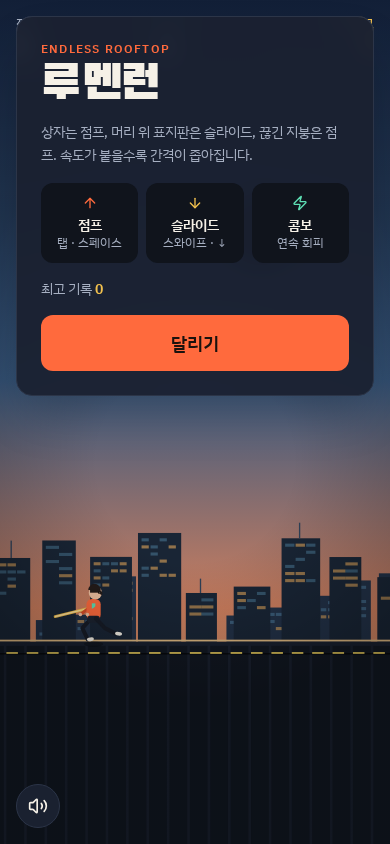 ENDLESS ROOFTOP
루멘런
상자는 점프, 머리 위 표지판은 슬라이드, 끊긴 지붕은 점
프. 속도가 붙을수록 간격이 좁아집니다.
점프
탭 · 스페이스
슬라이드
스와이프 · ↓
콤보
연속 회피
최고 기록 0
달리기